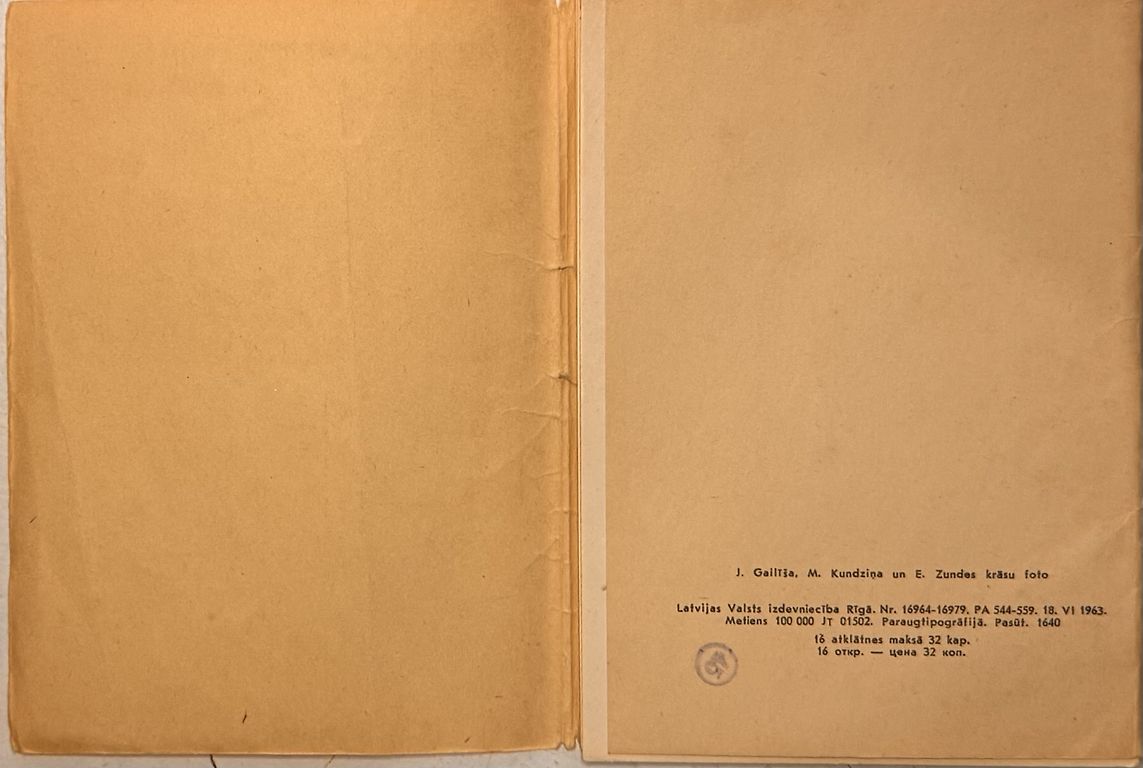 J. Gailīša, M. Kundziņa un E. Zundes krāsu foto
Latvijas Valsts izdevniecība Rīgā. Nr. 16964-16979. PA 544-559. 18. VI 1963.
Metiens 100 000 JT 01502. Paraugtipogrāfijā. Pasūt. 1640
16 atklātnes maksā 32 kap.
16 откр. — цена 32 коп.